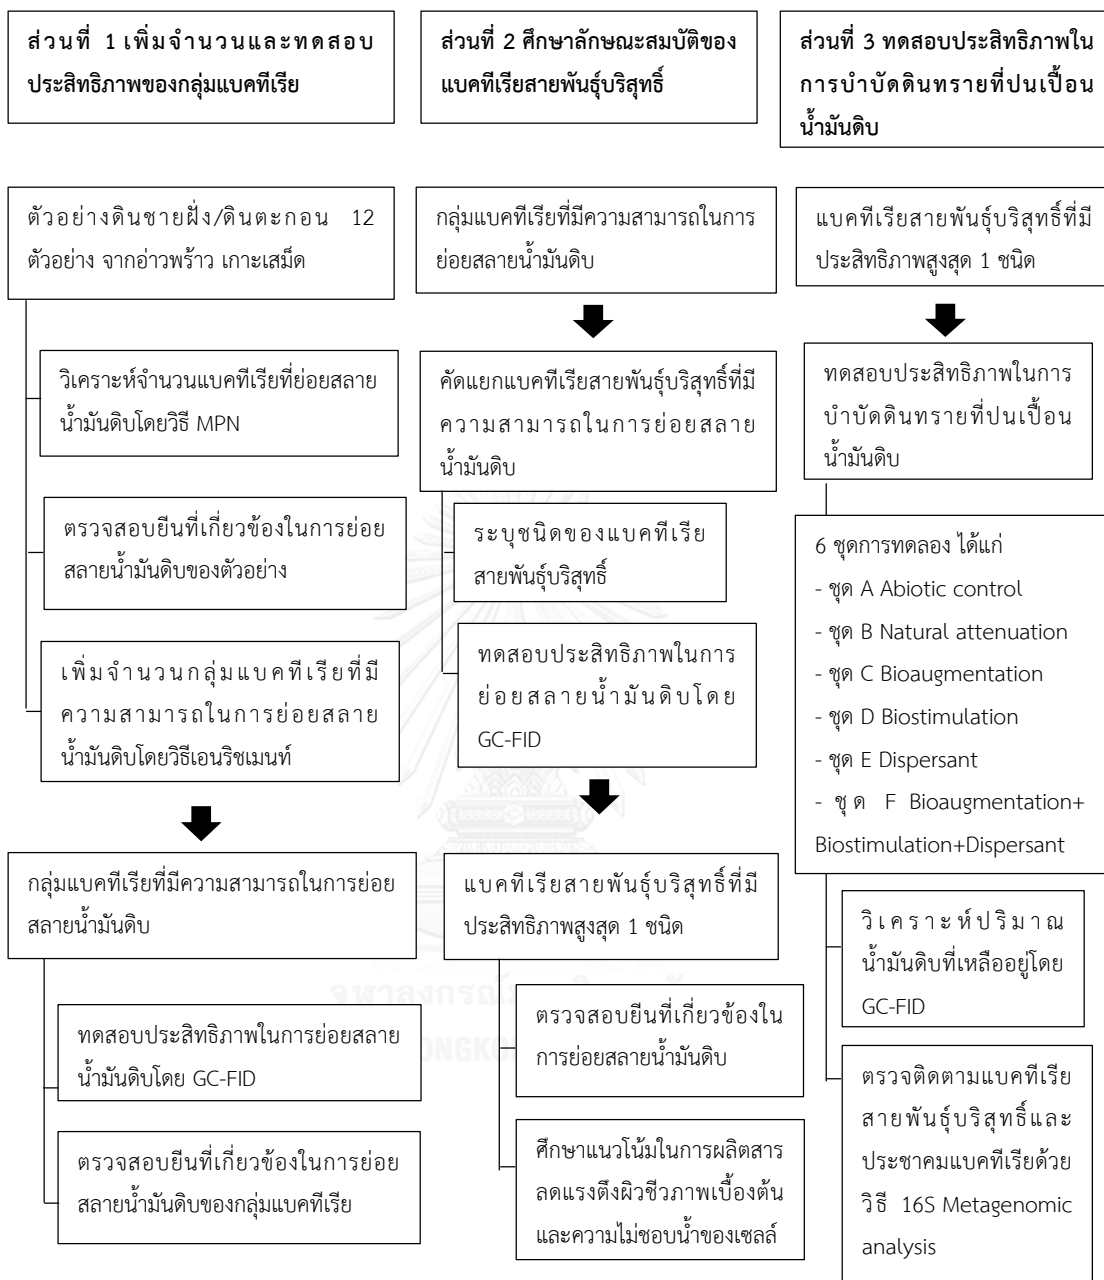 ส่วนที่ 1 เพิ่มจำนวนและทดสอบ
ประสิทธิภาพของกลุ่มแบคทีเรีย
ตัวอย่างดินชายฝั่ง/ดินตะกอน 12
ตัวอย่าง จากอ่าวพร้าว เกาะเสม็ด
วิเคราะห์จำนวนแบคทีเรียที่ย่อยสลาย
น้ำมันดิบโดยวิธี MPN
ตรวจสอบยีนที่เกี่ยวข้องในการย่อย
สลายน้ำมันดิบของตัวอย่าง
เพิ่มจำนวนกลุ่มแบคทีเรียที่มี
ความสามารถในการย่อยสลาย
น้ำมันดิบโดยวิธีเอนริชเมนท์
กลุ่มแบคทีเรียที่มีความสามารถในการย่อย
สลายน้ำมันดิบ
ทดสอบประสิทธิภาพในการย่อยสลาย
น้ำมันดิบโดย GC-FID
ตรวจสอบยีนที่เกี่ยวข้องในการย่อย
สลายน้ำมันดิบของกลุ่มแบคทีเรีย
ส่วนที่ 2 ศึกษาลักษณะสมบัติของ
แบคทีเรียสายพันธุ์บริสุทธิ์
กลุ่มแบคทีเรียที่มีความสามารถในการ
ย่อยสลายน้ำมันดิบ
คัดแยกแบคทีเรียสายพันธุ์บริสุทธิ์ที่มี
ความสามารถในการย่อยสลาย
น้ำมันดิบ
ระบุชนิดของแบคทีเรีย
สายพันธุ์บริสุทธิ์
ทดสอบประสิทธิภาพในการ
ย่อยสลายน้ำมันดิบโดย
GC-FID
แบคทีเรียสายพันธุ์บริสุทธิ์ที่มี
ประสิทธิภาพสูงสุด 1 ชนิด
ตรวจสอบยีนที่เกี่ยวข้องใน
การย่อยสลายน้ำมันดิบ
ศึกษาแนวโน้มในการผลิตสาร
ลดแรงตึงผิวชีวภาพเบื้องต้น
และความไม่ชอบน้ำของเซลล์
ส่วนที่ 3 ทดสอบประสิทธิภาพใน
การบำบัดดินทรายที่ปนเปื้อน
น้ำมันดิบ
แบคทีเรียสายพันธุ์บริสุทธิ์ที่มี
ประสิทธิภาพสูงสุด 1 ชนิด
ทดสอบประสิทธิภาพในการ
บำบัดดินทรายที่ปนเปื้อน
น้ำมันดิบ
6 ชุดการทดลอง ได้แก่
- ชุด A Abiotic control
- ชุด B Natural attenuation
- ชุด C Bioaugmentation
- ชุด D Biostimulation
- ชุด E Dispersant
- ชุด F Bioaugmentation+
Biostimulation+Dispersant
วิเคราะห์ปริมาณ
น้ำมันดิบที่เหลืออยู่โดย
GC-FID
ตรวจติดตามแบคทีเรีย
สายพันธุ์บริสุทธิ์และ
ประชาคมแบคทีเรียด้วย
วิธี 16S Metagenomic
analysis